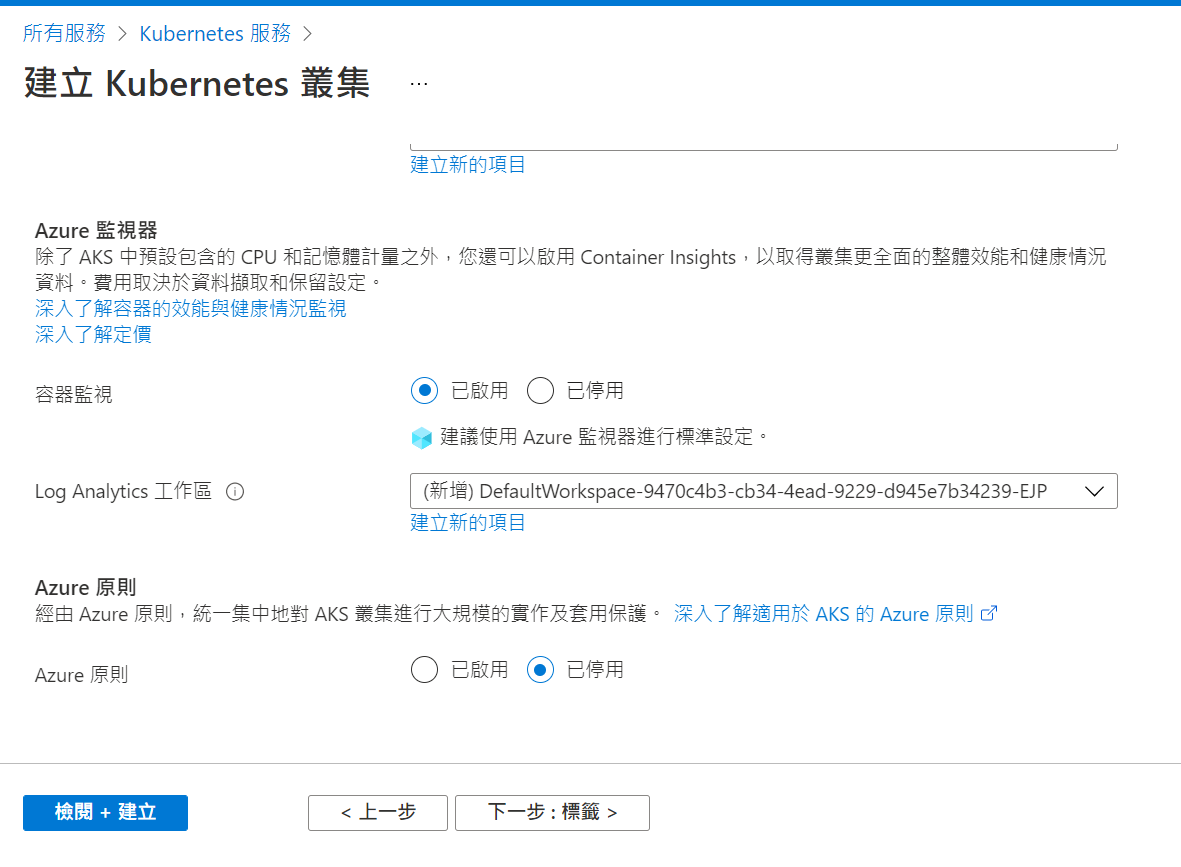 所有服務 > Kubernetes 服務 >
建立 Kubernetes 叢集 ...
建立新的項目
Azure 監視器
除了 AKS 中預設包含的 CPU 和記憶體計量之外，您還可以啟用 Container Insights，以取得叢集更全面的整體效能和健康情況
資料。費用取決於資料擷取和保留設定。
深入了解容器的效能與健康情況監視
深入了解定價
容器監視 已啟用 已停用
建議使用 Azure 監視器進行標準設定。
Log Analytics 工作區 (新增) DefaultWorkspace-9470c4b3-cb34-4ead-9229-d945e7b34239-EJP
建立新的項目
Azure 原則
經由 Azure 原則，統一集中地對 AKS 叢集進行大規模的實作及套用保護。 深入了解適用於 AKS 的 Azure 原則
Azure 原則 已啟用 已停用
檢閱 + 建立 < 上一步 下一步 : 標籤 >